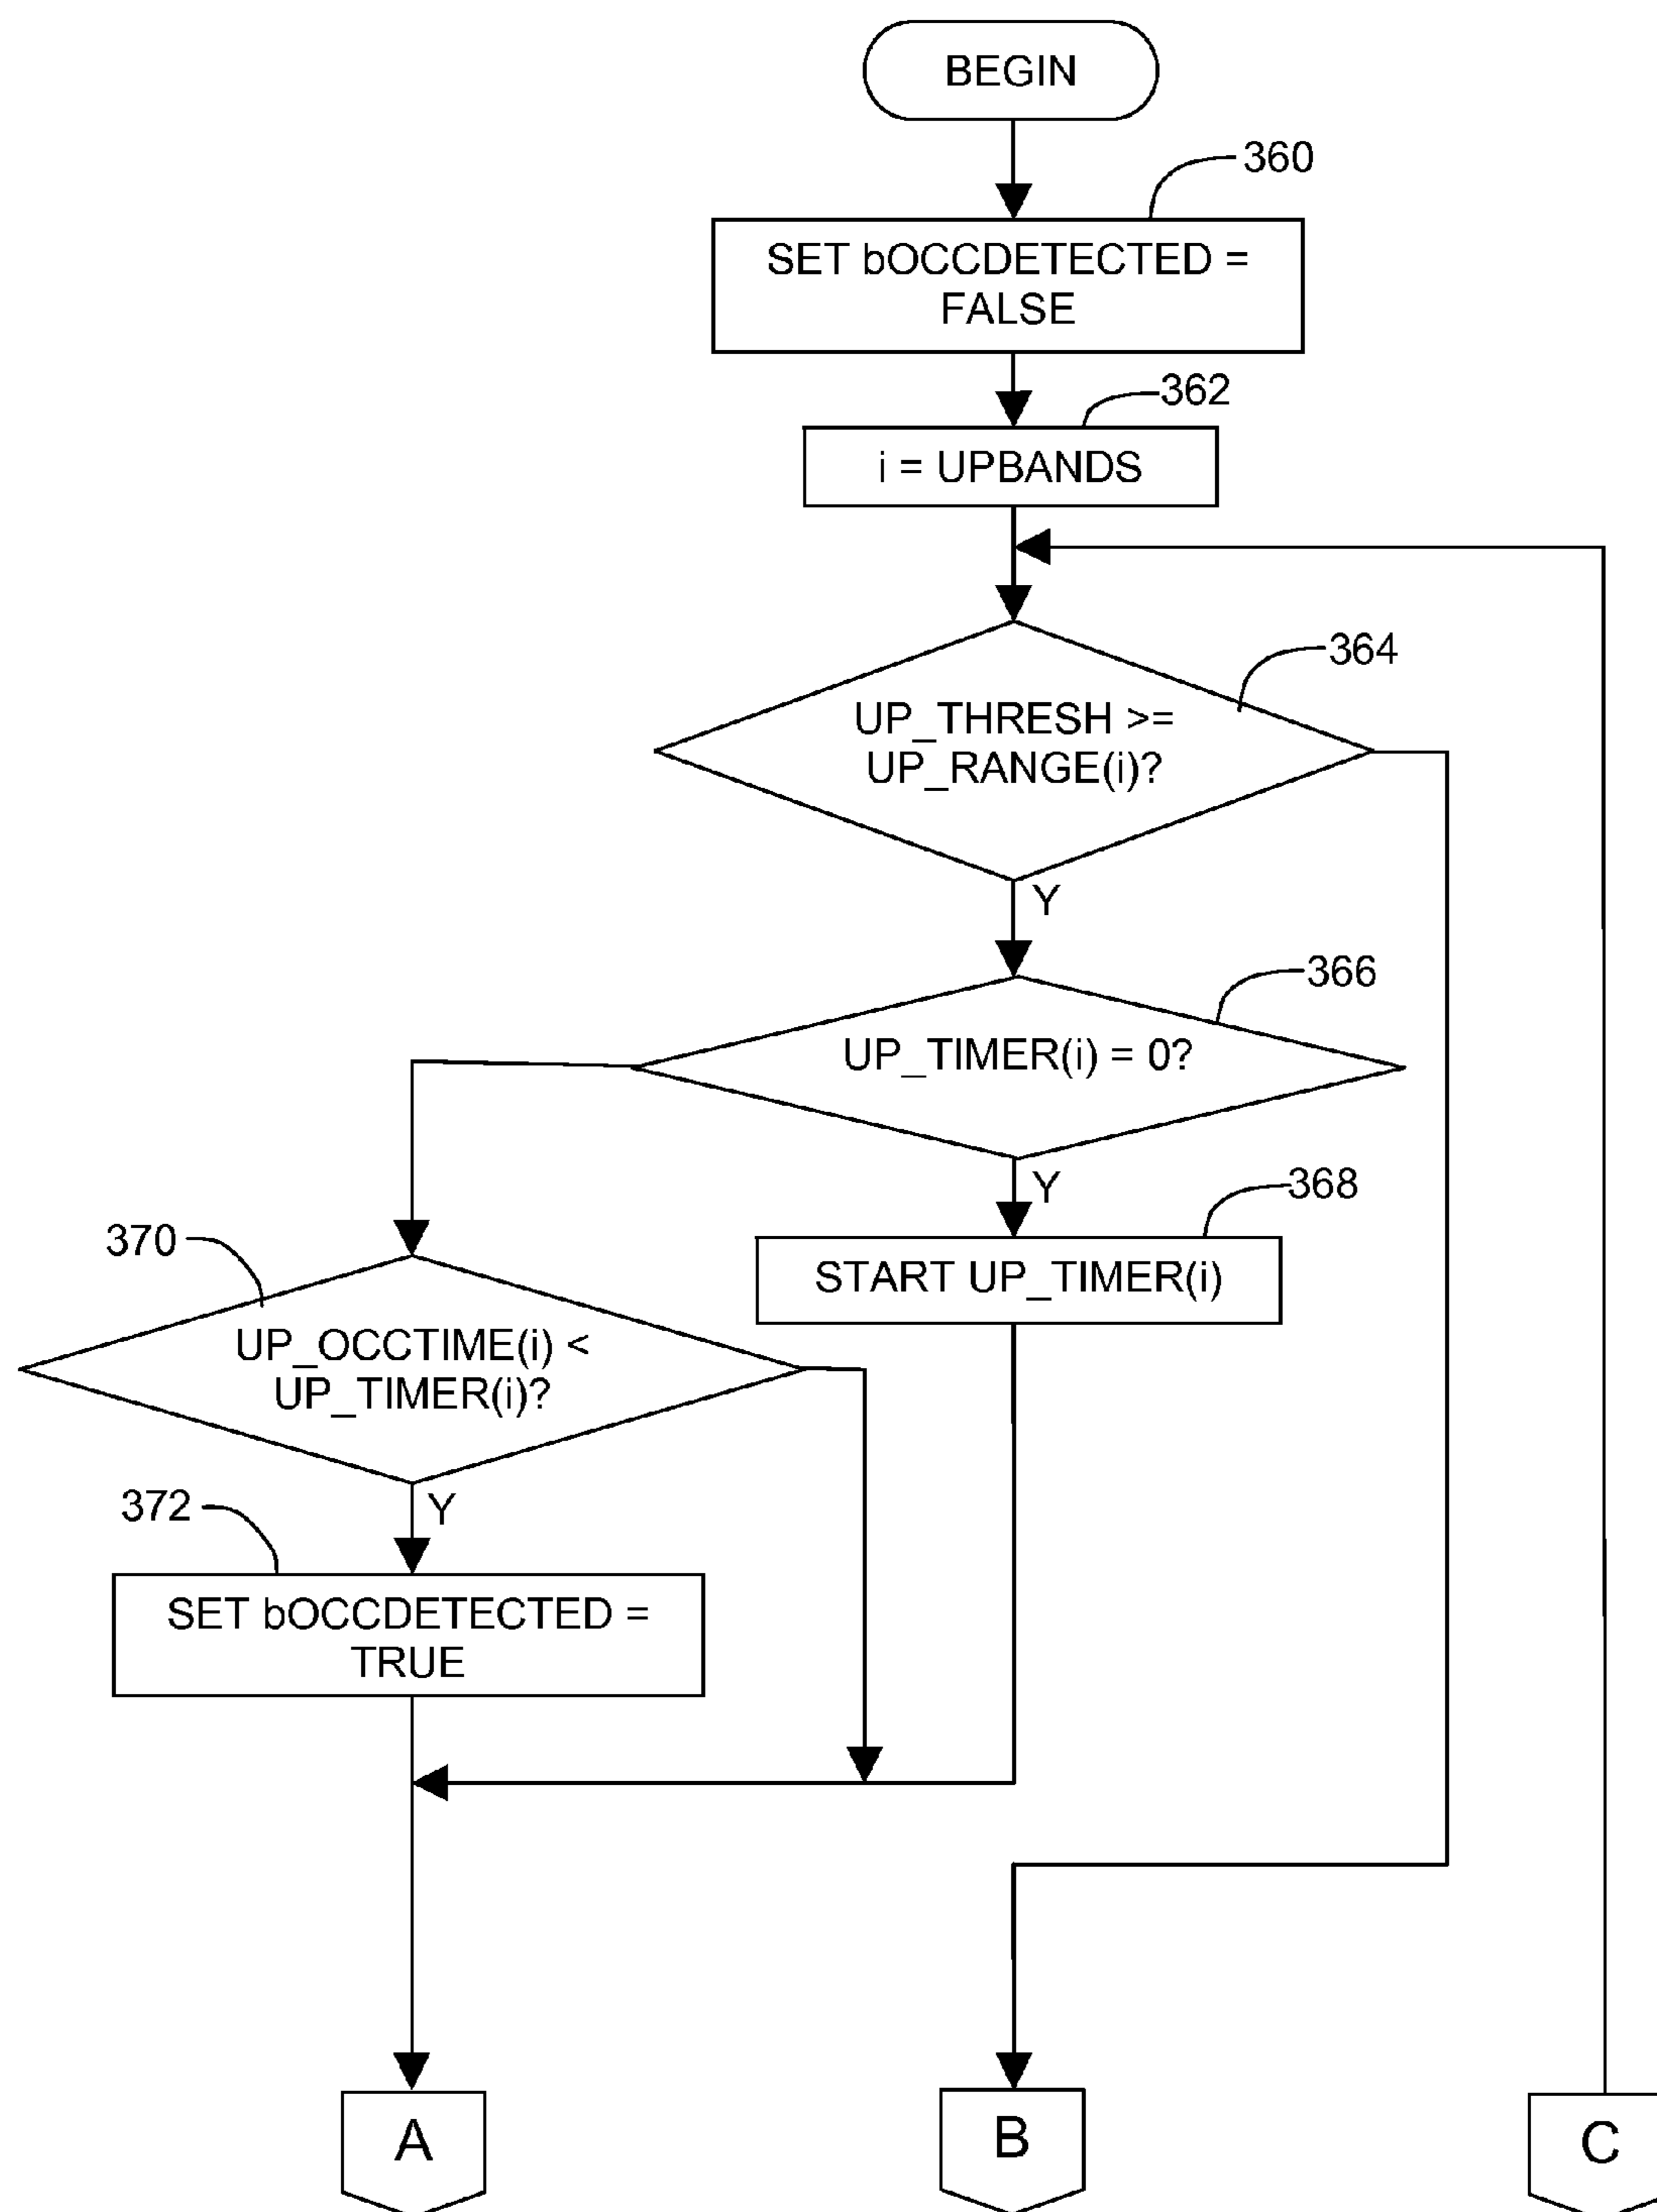 BEGIN
360
SET bOCCDETECTED =
FALSE
362
i = UPBANDS
364
UP_THRESH >=
UP_RANGE(i)?
Y
366
UP_TIMER(i) = 0?
Y
368
START UP_TIMER(i)
370
UP_OCCTIME(i) <
UP_TIMER(i)?
Y
372
SET bOCCDETECTED =
TRUE
A
B
C